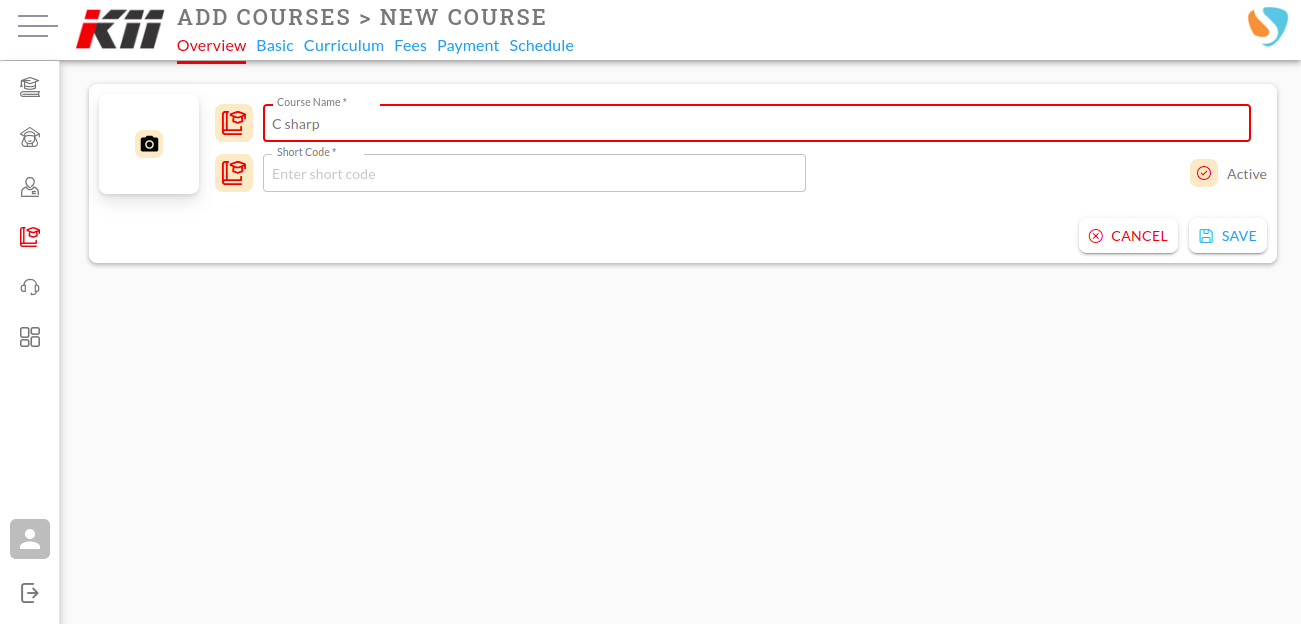 KII
ADD COURSES > NEW COURSE
Overview Basic Curriculum Fees Payment Schedule
Course Name *
C sharp
Short Code *
Enter short code
Active
CANCEL SAVE